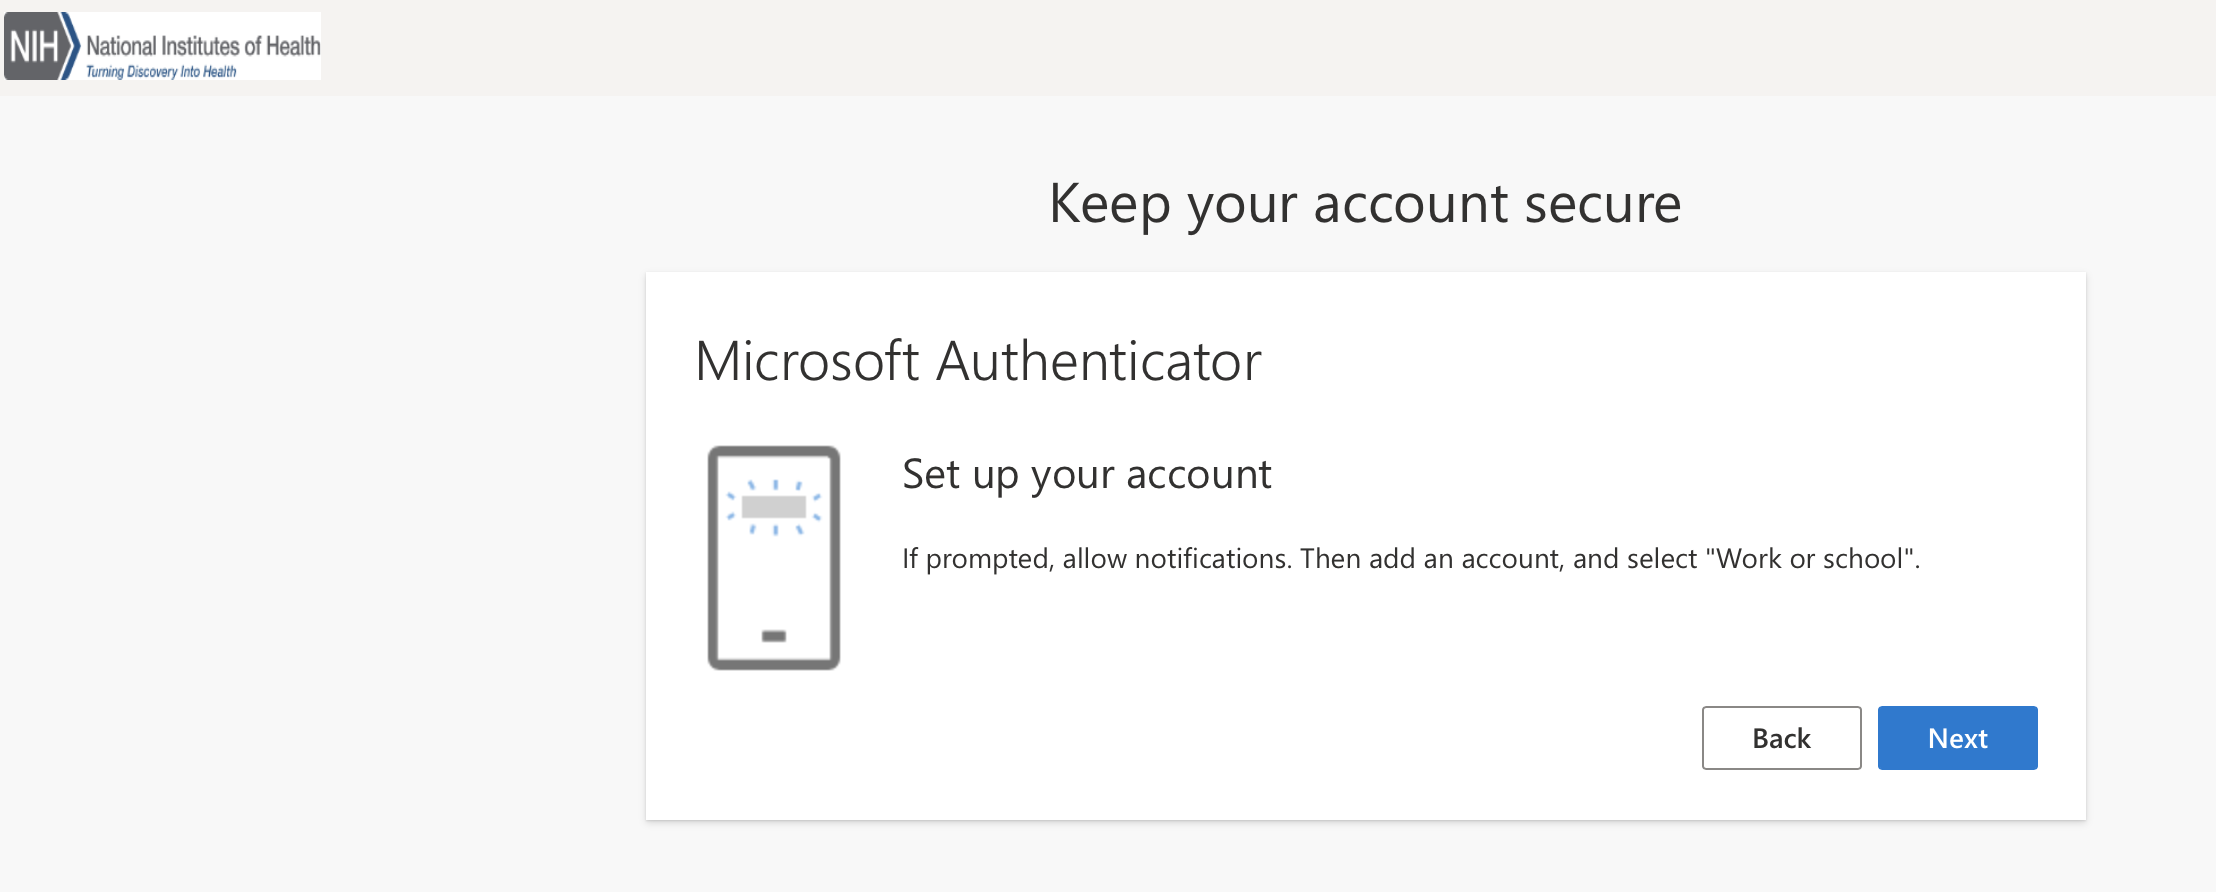 NIH National Institutes of Health
Turning Discovery Into Health
Keep your account secure
Microsoft Authenticator
Set up your account
If prompted, allow notifications. Then add an account, and select "Work or school".
Back Next